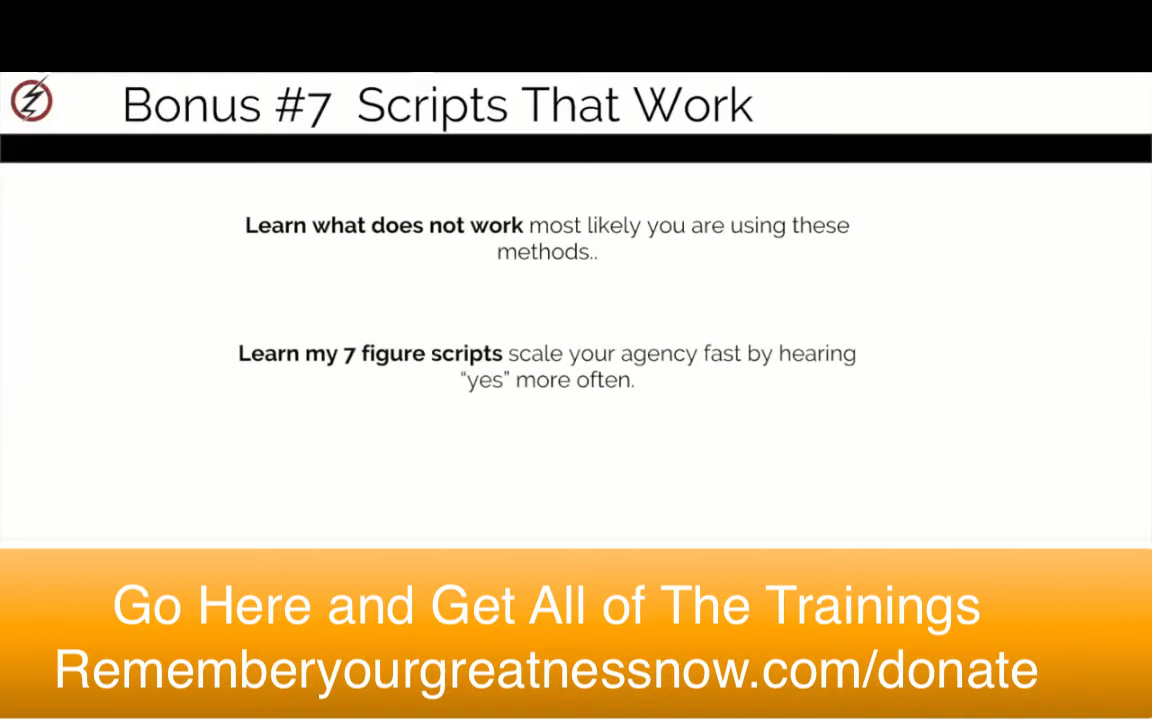 Bonus #7 Scripts That Work
Learn what does not work most likely you are using these
methods..
Learn my 7 figure scripts scale your agency fast by hearing
“yes” more often.
Go Here and Get All of The Trainings
Rememberyourgreatnessnow.com/donate